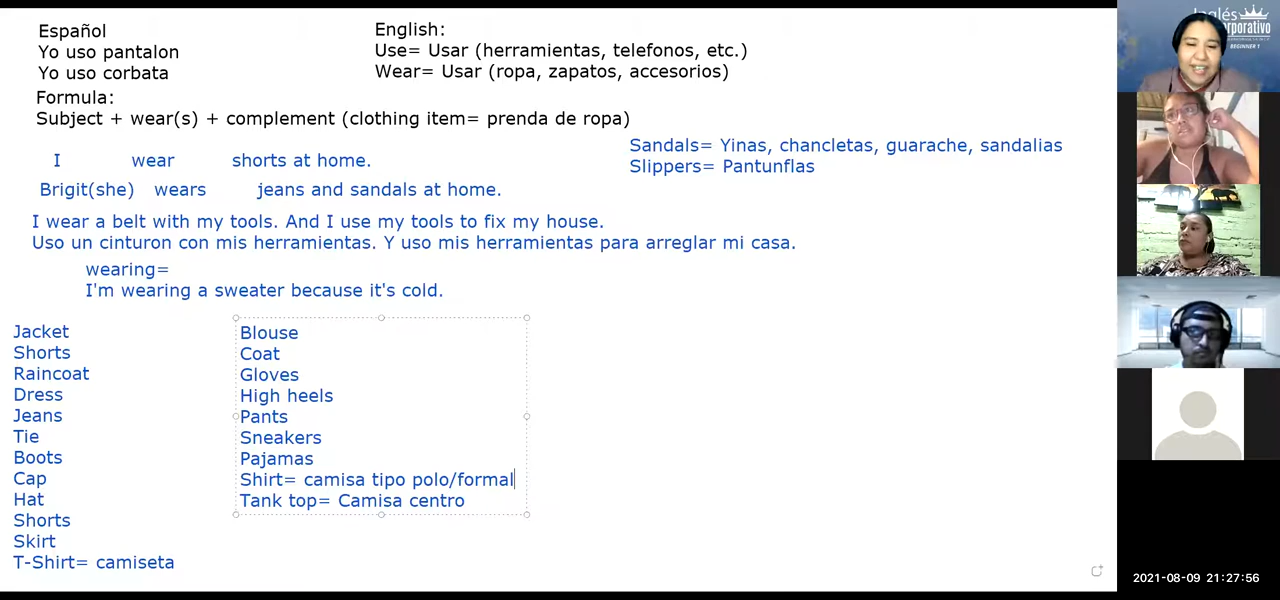 Español
Yo uso pantalon
Yo uso corbata
English:
Use= Usar (herramientas, telefonos, etc.)
Wear= Usar (ropa, zapatos, accesorios)
Formula:
Subject + wear(s) + complement (clothing item= prenda de ropa)
I wear shorts at home.
Brigit(she) wears jeans and sandals at home.
Sandals= Yinas, chancletas, guarache, sandalias
Slippers= Pantunflas
I wear a belt with my tools. And I use my tools to fix my house.
Uso un cinturon con mis herramientas. Y uso mis herramientas para arreglar mi casa.
wearing=
I'm wearing a sweater because it's cold.
Jacket
Shorts
Raincoat
Dress
Jeans
Tie
Boots
Cap
Hat
Shorts
Skirt
T-Shirt= camiseta
Blouse
Coat
Gloves
High heels
Pants
Sneakers
Pajamas
Shirt= camisa tipo polo/formal
Tank top= Camisa centro
Inglés
BEGINNER 1
2021-08-09 21:27:56